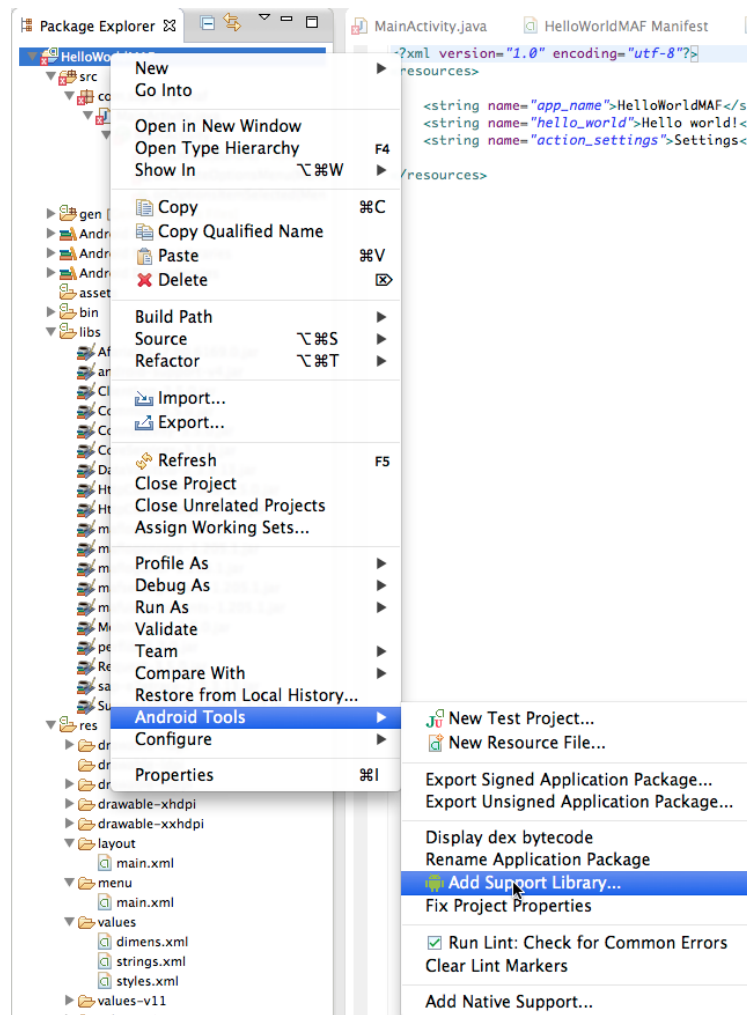 Package Explorer
MainActivity.java
HelloWorldMAF Manifest
<?xml version="1.0" encoding="utf-8"?>
resources>
<string name="app_name">HelloWorldMAF</s
<string name="hello_world">Hello world!<
<string name="action_settings">Settings<
/resources>
src
gen
assets
bin
libs
res
drawable-xhdpi
drawable-xxhdpi
layout
main.xml
menu
main.xml
values
dimens.xml
strings.xml
styles.xml
values-v11
New
Go Into
Open in New Window
Open Type Hierarchy F4
Show In ⌥⌘W
Copy ⌘C
Copy Qualified Name
Paste ⌘V
Delete ⌦
Build Path
Source ⌥⌘S
Refactor ⌥⌘T
Import...
Export...
Refresh F5
Close Project
Close Unrelated Projects
Assign Working Sets...
Profile As
Debug As
Run As
Validate
Team
Compare With
Restore from Local History...
Android Tools
Configure
Properties ⌘I
New Test Project...
New Resource File...
Export Signed Application Package...
Export Unsigned Application Package...
Display dex bytecode
Rename Application Package
Add Support Library...
Fix Project Properties
Run Lint: Check for Common Errors
Clear Lint Markers
Add Native Support...